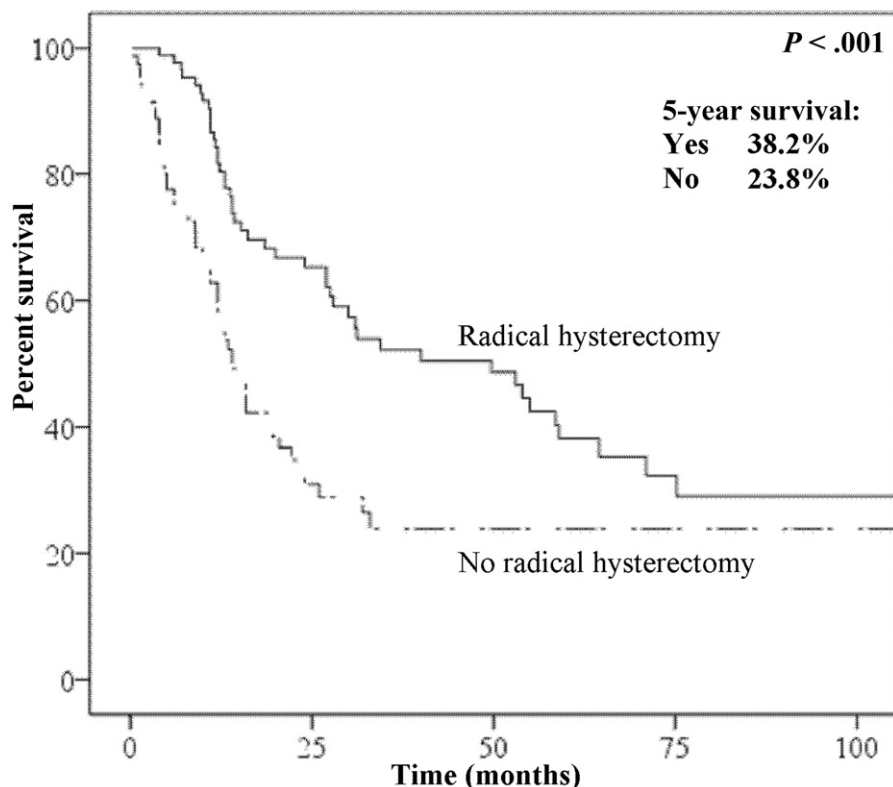 P < .001
5-year survival:
Yes 38.2%
No 23.8%
100
80
60
40
20
0
Percent survival
Radical hysterectomy
No radical hysterectomy
0 25 50 75 100
Time (months)